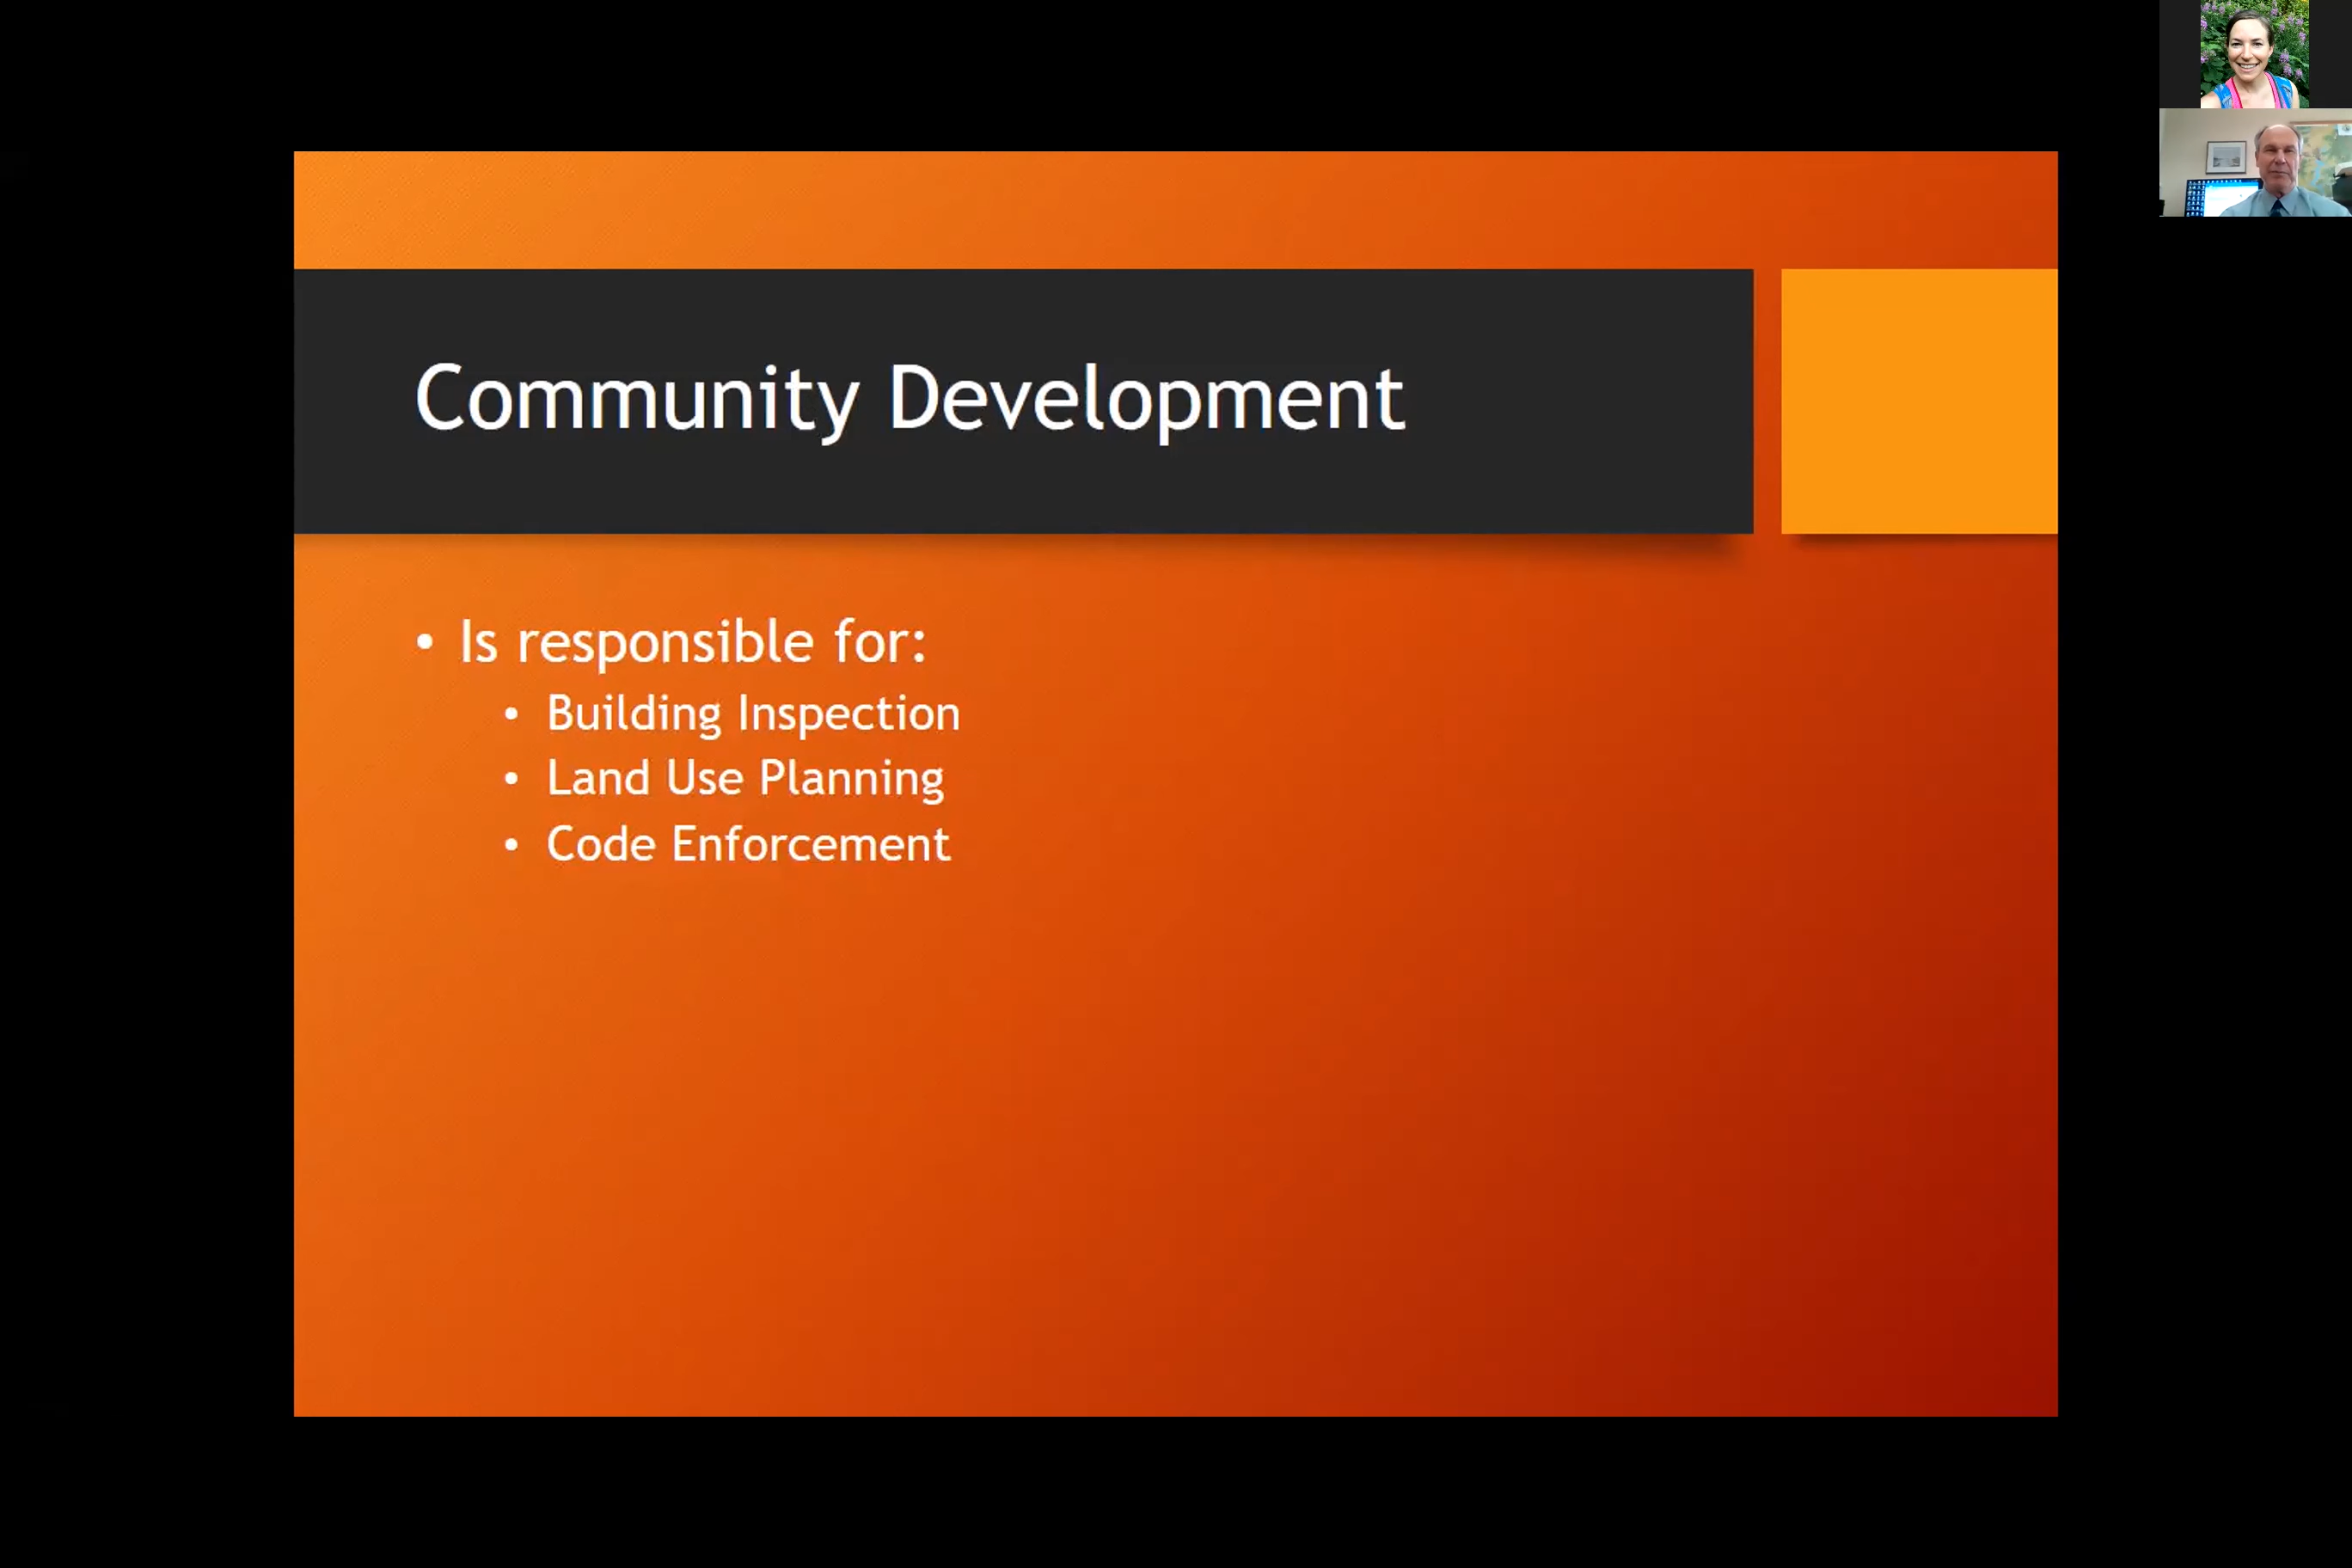 Community Development
• Is responsible for:
• Building Inspection
• Land Use Planning
• Code Enforcement